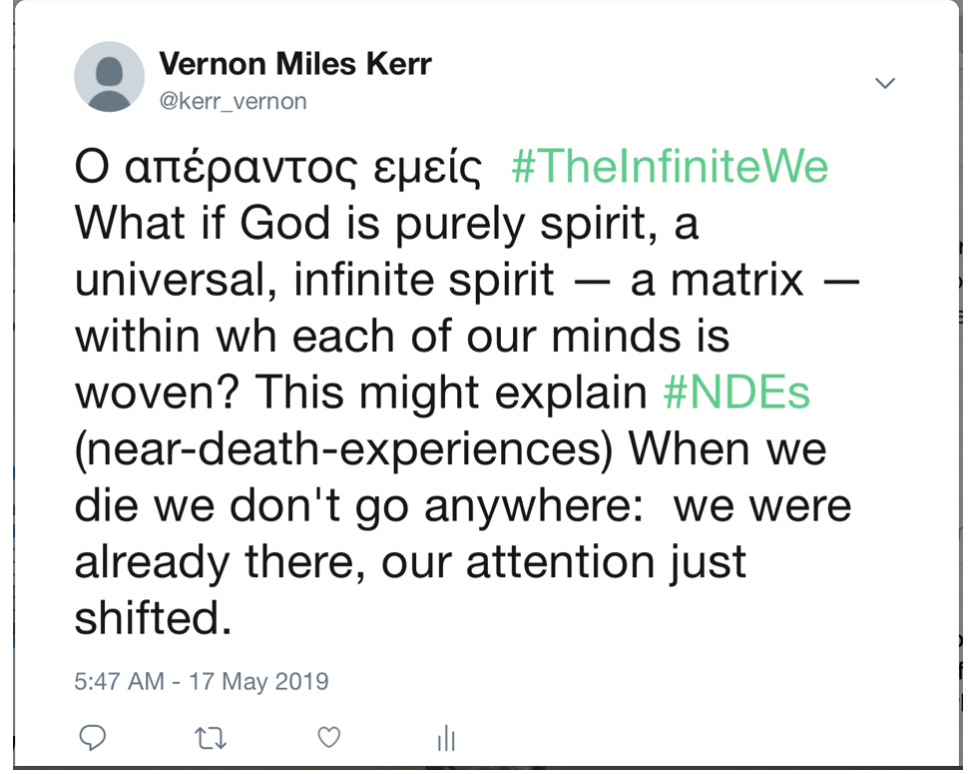 Vernon Miles Kerr
@kerr_vernon
Ο απέραντος εμείς #TheInfiniteWe
What if God is purely spirit, a
universal, infinite spirit — a matrix —
within wh each of our minds is
woven? This might explain #NDEs
(near-death-experiences) When we
die we don't go anywhere:  we were
already there, our attention just
shifted.
5:47 AM - 17 May 2019